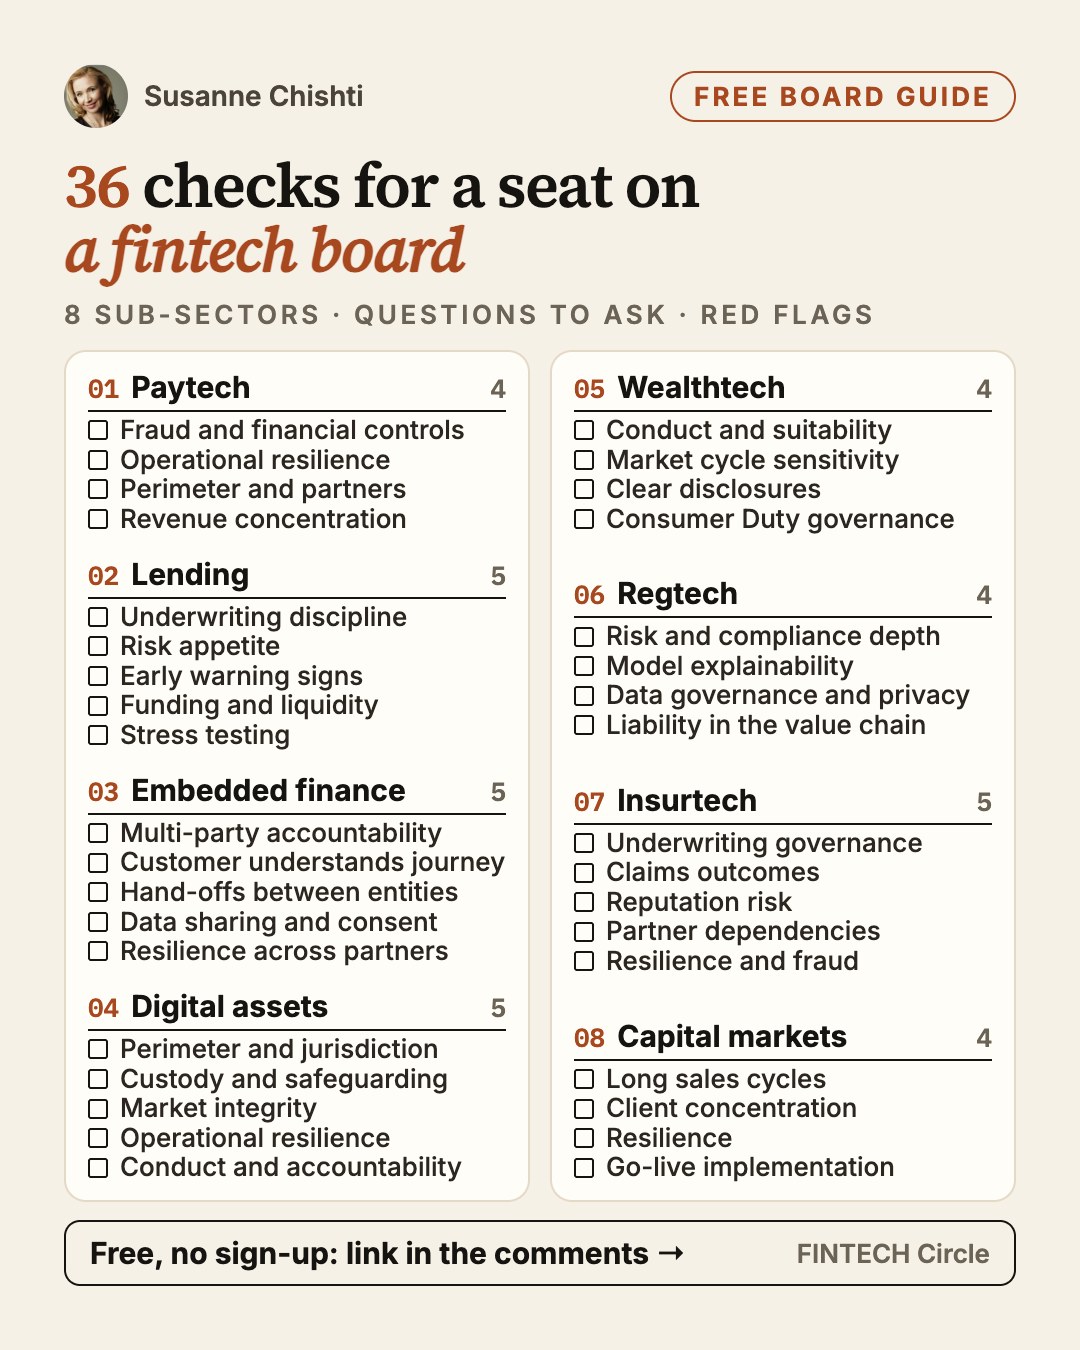 Susanne Chishti
FREE BOARD GUIDE
36 checks for a seat on
a fintech board
8 SUB-SECTORS · QUESTIONS TO ASK · RED FLAGS
01 Paytech 4
Fraud and financial controls
Operational resilience
Perimeter and partners
Revenue concentration
02 Lending 5
Underwriting discipline
Risk appetite
Early warning signs
Funding and liquidity
Stress testing
03 Embedded finance 5
Multi-party accountability
Customer understands journey
Hand-offs between entities
Data sharing and consent
Resilience across partners
04 Digital assets 5
Perimeter and jurisdiction
Custody and safeguarding
Market integrity
Operational resilience
Conduct and accountability
05 Wealthtech 4
Conduct and suitability
Market cycle sensitivity
Clear disclosures
Consumer Duty governance
06 Regtech 4
Risk and compliance depth
Model explainability
Data governance and privacy
Liability in the value chain
07 Insurtech 5
Underwriting governance
Claims outcomes
Reputation risk
Partner dependencies
Resilience and fraud
08 Capital markets 4
Long sales cycles
Client concentration
Resilience
Go-live implementation
Free, no sign-up: link in the comments →
FINTECH Circle